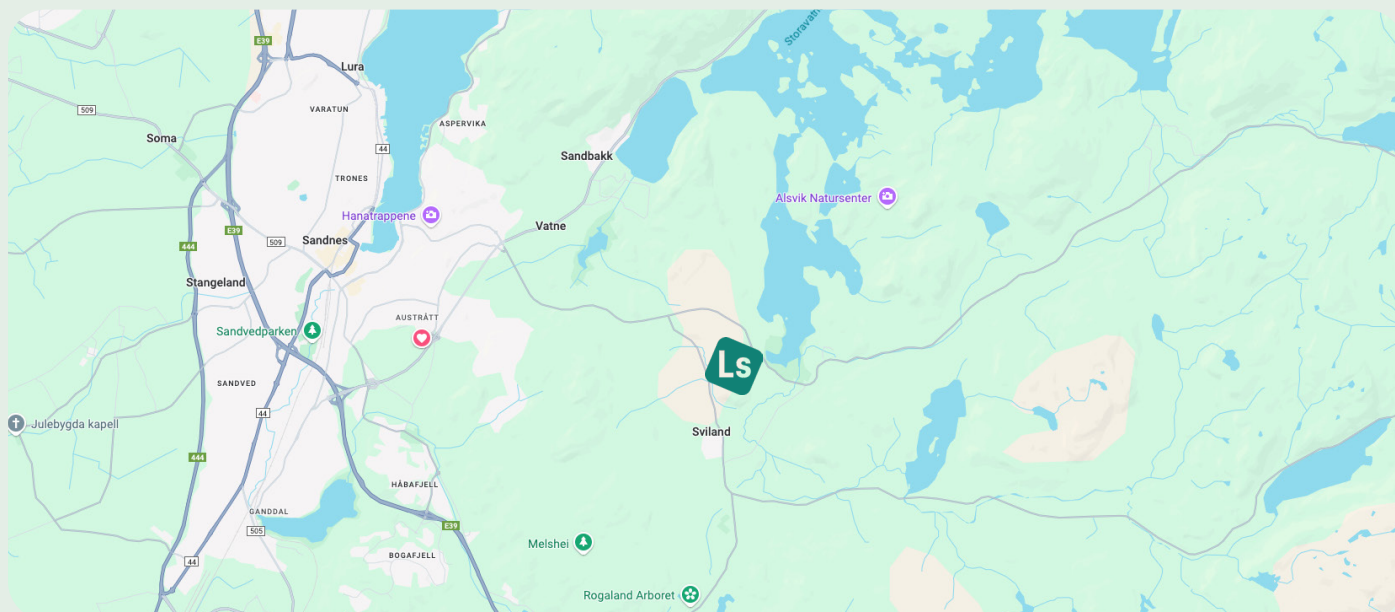 E39
Lura
Storavatn
509
VARATUN
ASPERVIKA
Soma
44
Sandbakk
TRONES
Alsvik Natursenter
Hanatrappene
Vatne
E39
509
Sandnes
444
Stangeland
AUSTRÅTT
Sandvedparken
Ls
SANDVED
44
Julebygda kapell
Sviland
444
HÅBAFJELL
GANDDAL
E39
505
Melshei
BOGAFJELL
44
Rogaland Arboret